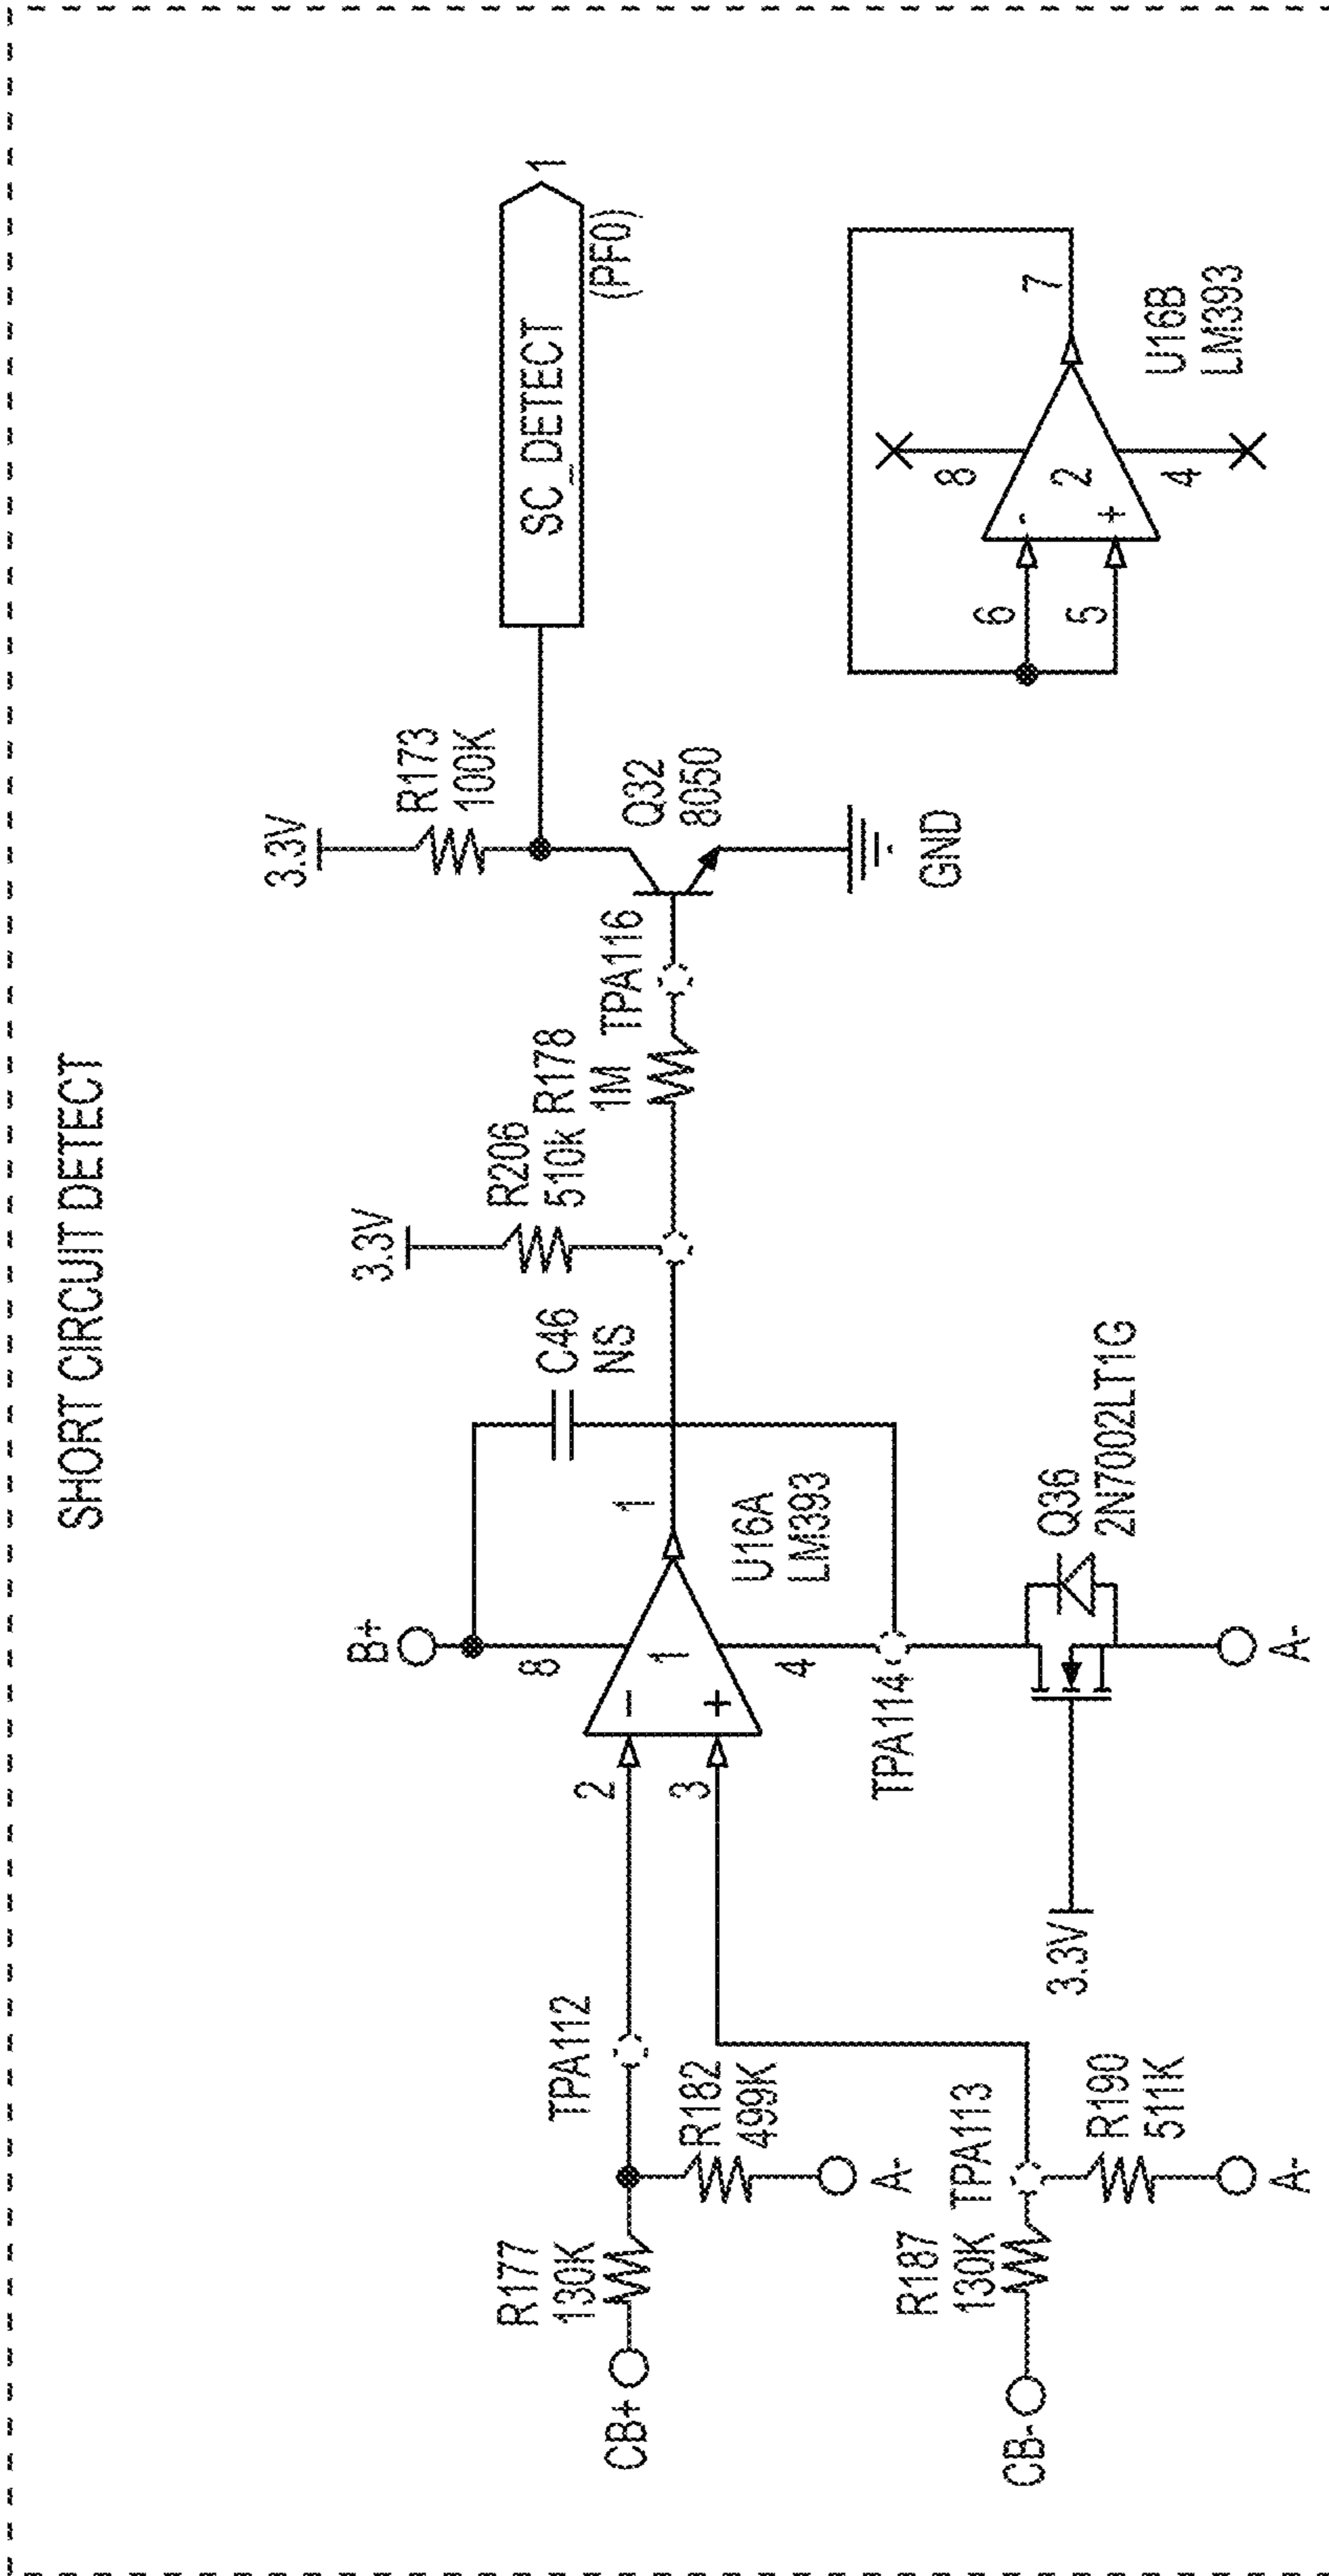 SHORT CIRCUIT DETECT
3.3V
R173
100K
SC_DETECT
1
(PF0)
3.3V
R206
510k
R178
1M
TPA116
Q32
8050
GND
B+
C46
NS
8
1
1
4
U16A
LM393
2
3
−
+
CB+
R177
130K
TPA112
R182
499K
A-
CB-
R187
130K
TPA113
R190
511K
A-
TPA114
3.3V
Q36
2N7002LT1G
A-
6
5
-
+
8
2
4
7
U16B
LM393